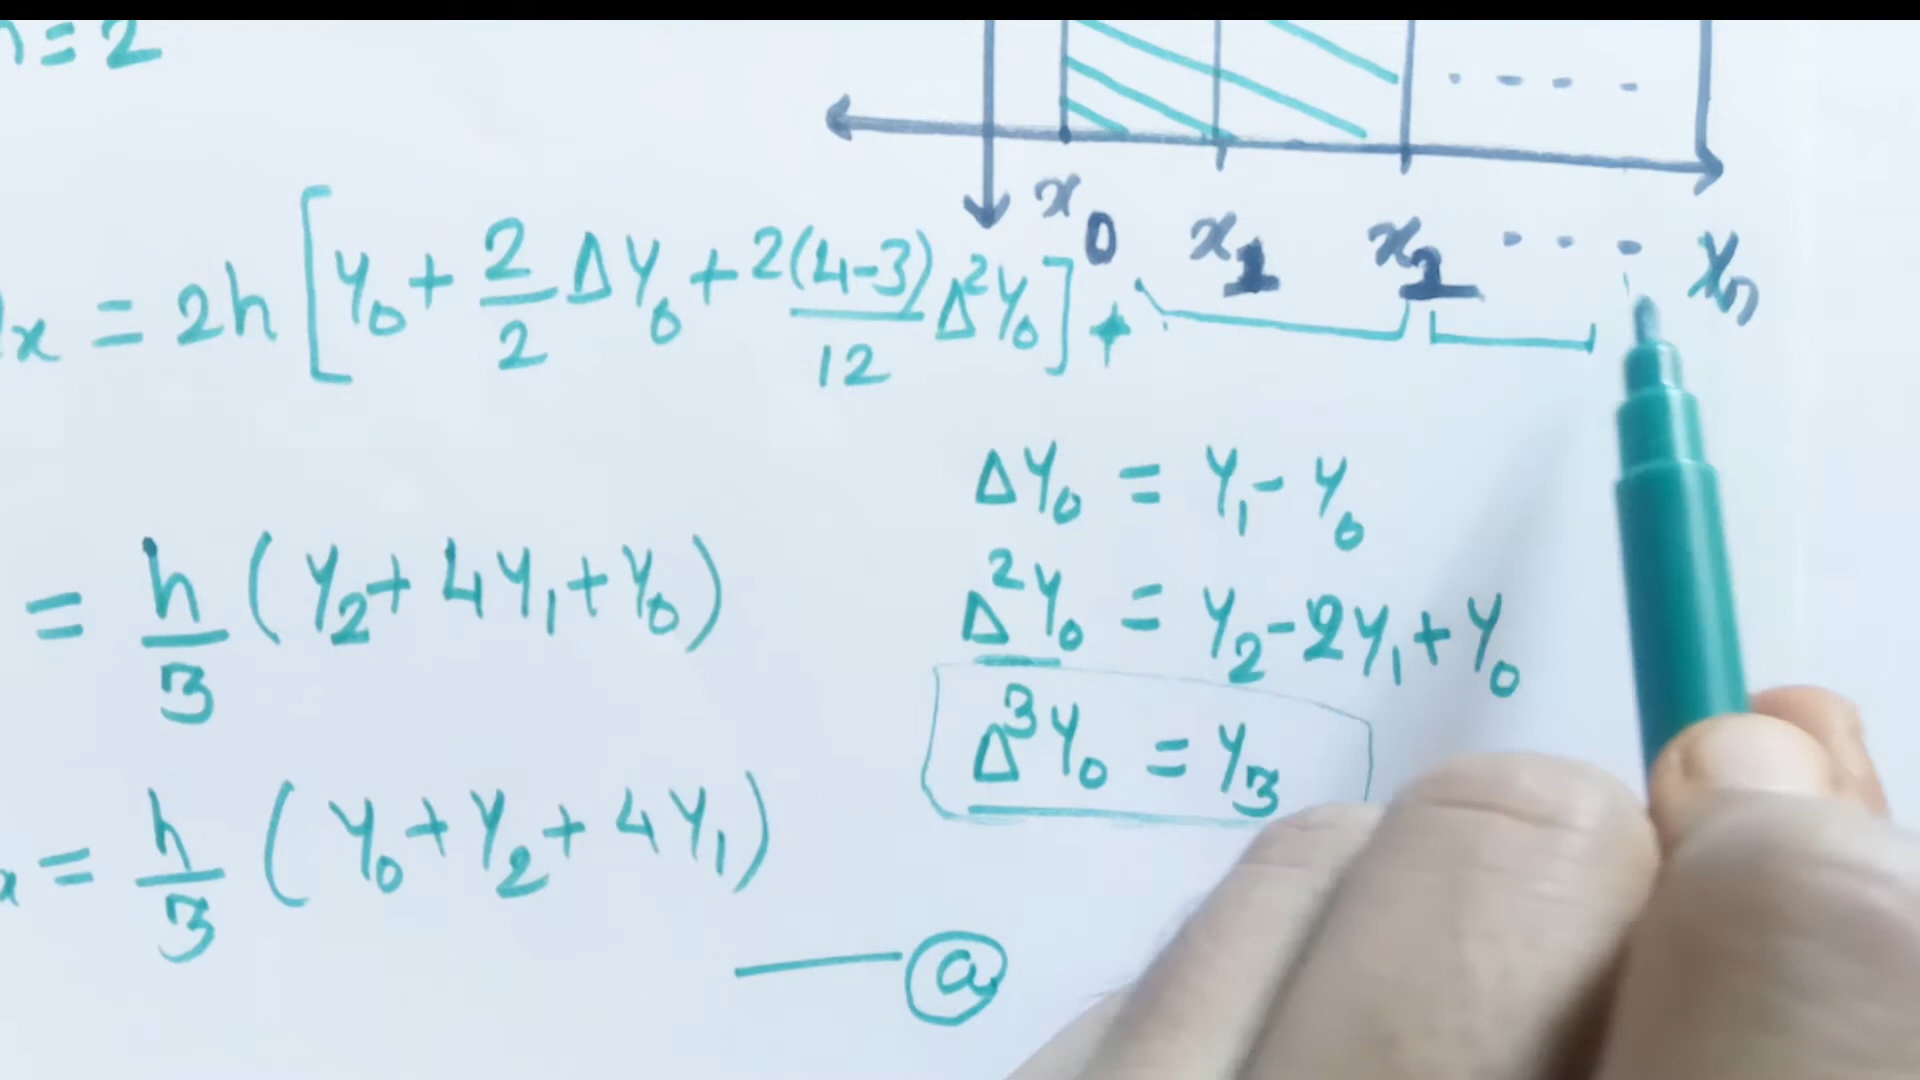 n=2
x₀ x₁ x₂ ... xₙ
x = 2h [y₀ + 2/2 Δy₀ + 2(4-3)/12 Δ²y₀] +
Δy₀ = y₁ - y₀
Δ²y₀ = y₂ - 2y₁ + y₀
Δ³y₀ = y₃
= h/3 (y₂ + 4y₁ + y₀)
x = h/3 (y₀ + y₂ + 4y₁)
— ⓐ